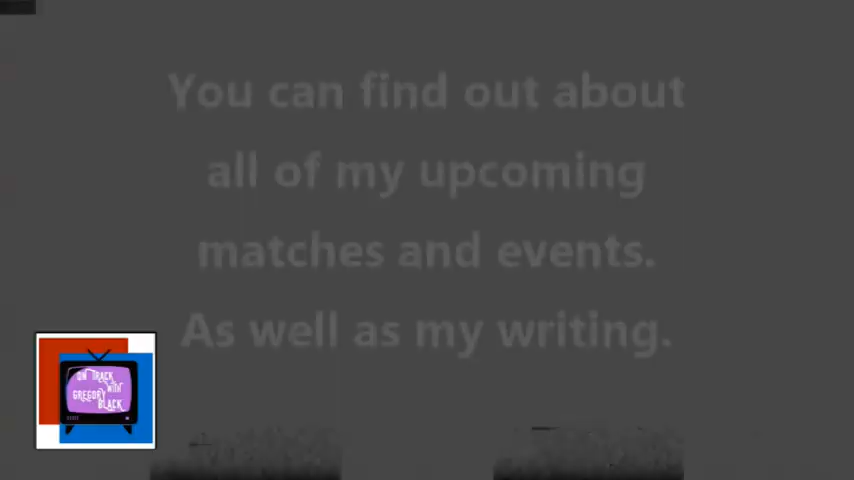 You can find out about
all of my upcoming
matches and events.
As well as my writing.
ON TRACK
WITH
GREGORY
BLACK